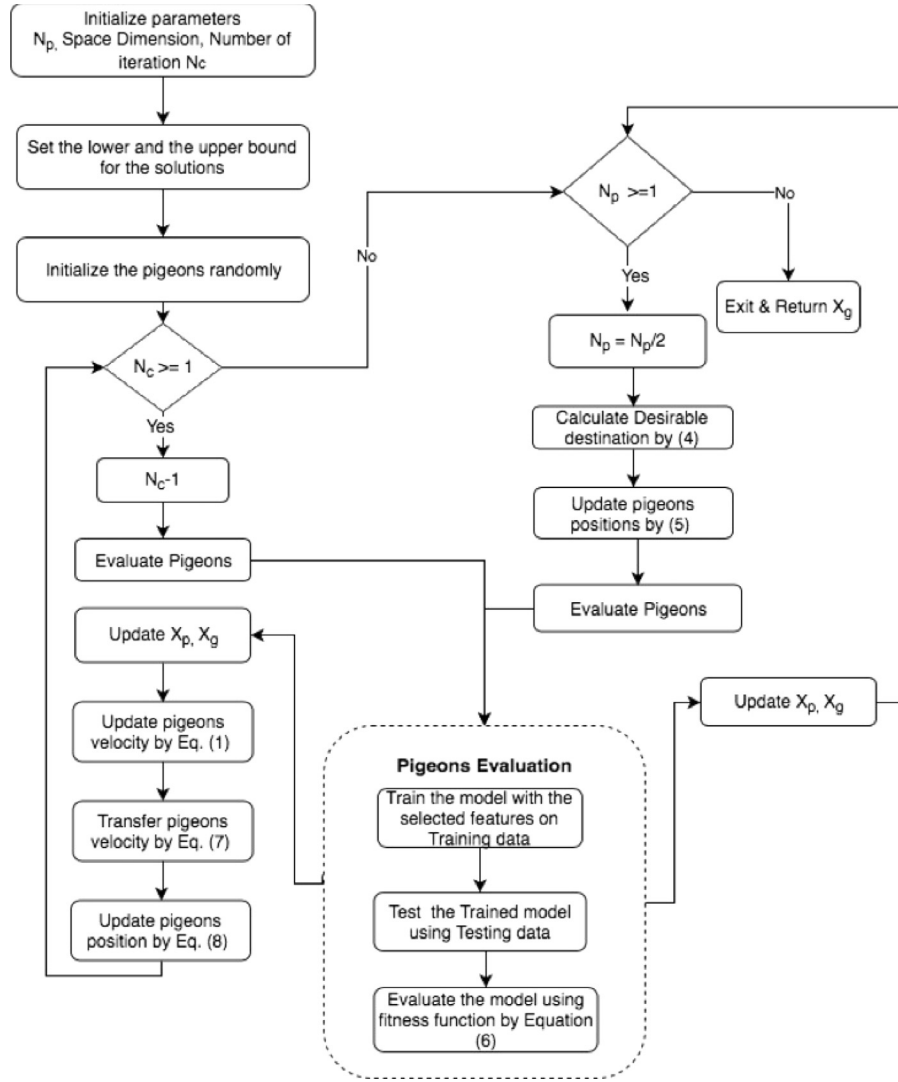 Initialize parameters
Np, Space Dimension, Number of
iteration Nc
Set the lower and the upper bound
for the solutions
Initialize the pigeons randomly
Nc >= 1
No
Yes
Nc-1
Evaluate Pigeons
Update Xp, Xg
Update pigeons
velocity by Eq. (1)
Transfer pigeons
velocity by Eq. (7)
Update pigeons
position by Eq. (8)
Np >=1
No
Yes
Exit & Return Xg
Np = Np/2
Calculate Desirable
destination by (4)
Update pigeons
positions by (5)
Evaluate Pigeons
Pigeons Evaluation
Train the model with the
selected features on
Training data
Test the Trained model
using Testing data
Evaluate the model using
fitness function by Equation
(6)
Update Xp, Xg